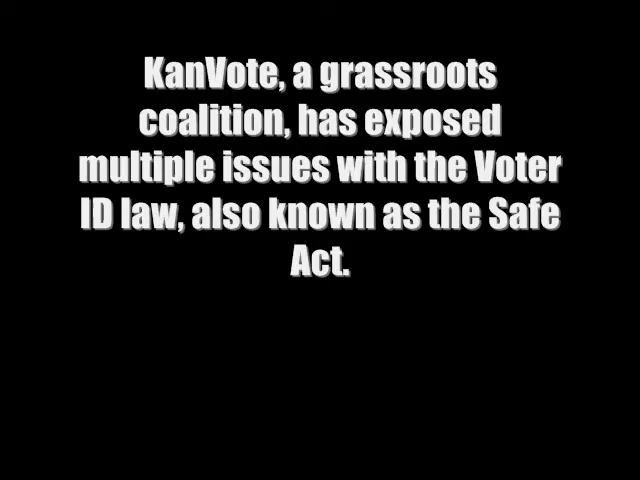 KanVote, a grassroots
coalition, has exposed
multiple issues with the Voter
ID law, also known as the Safe
Act.